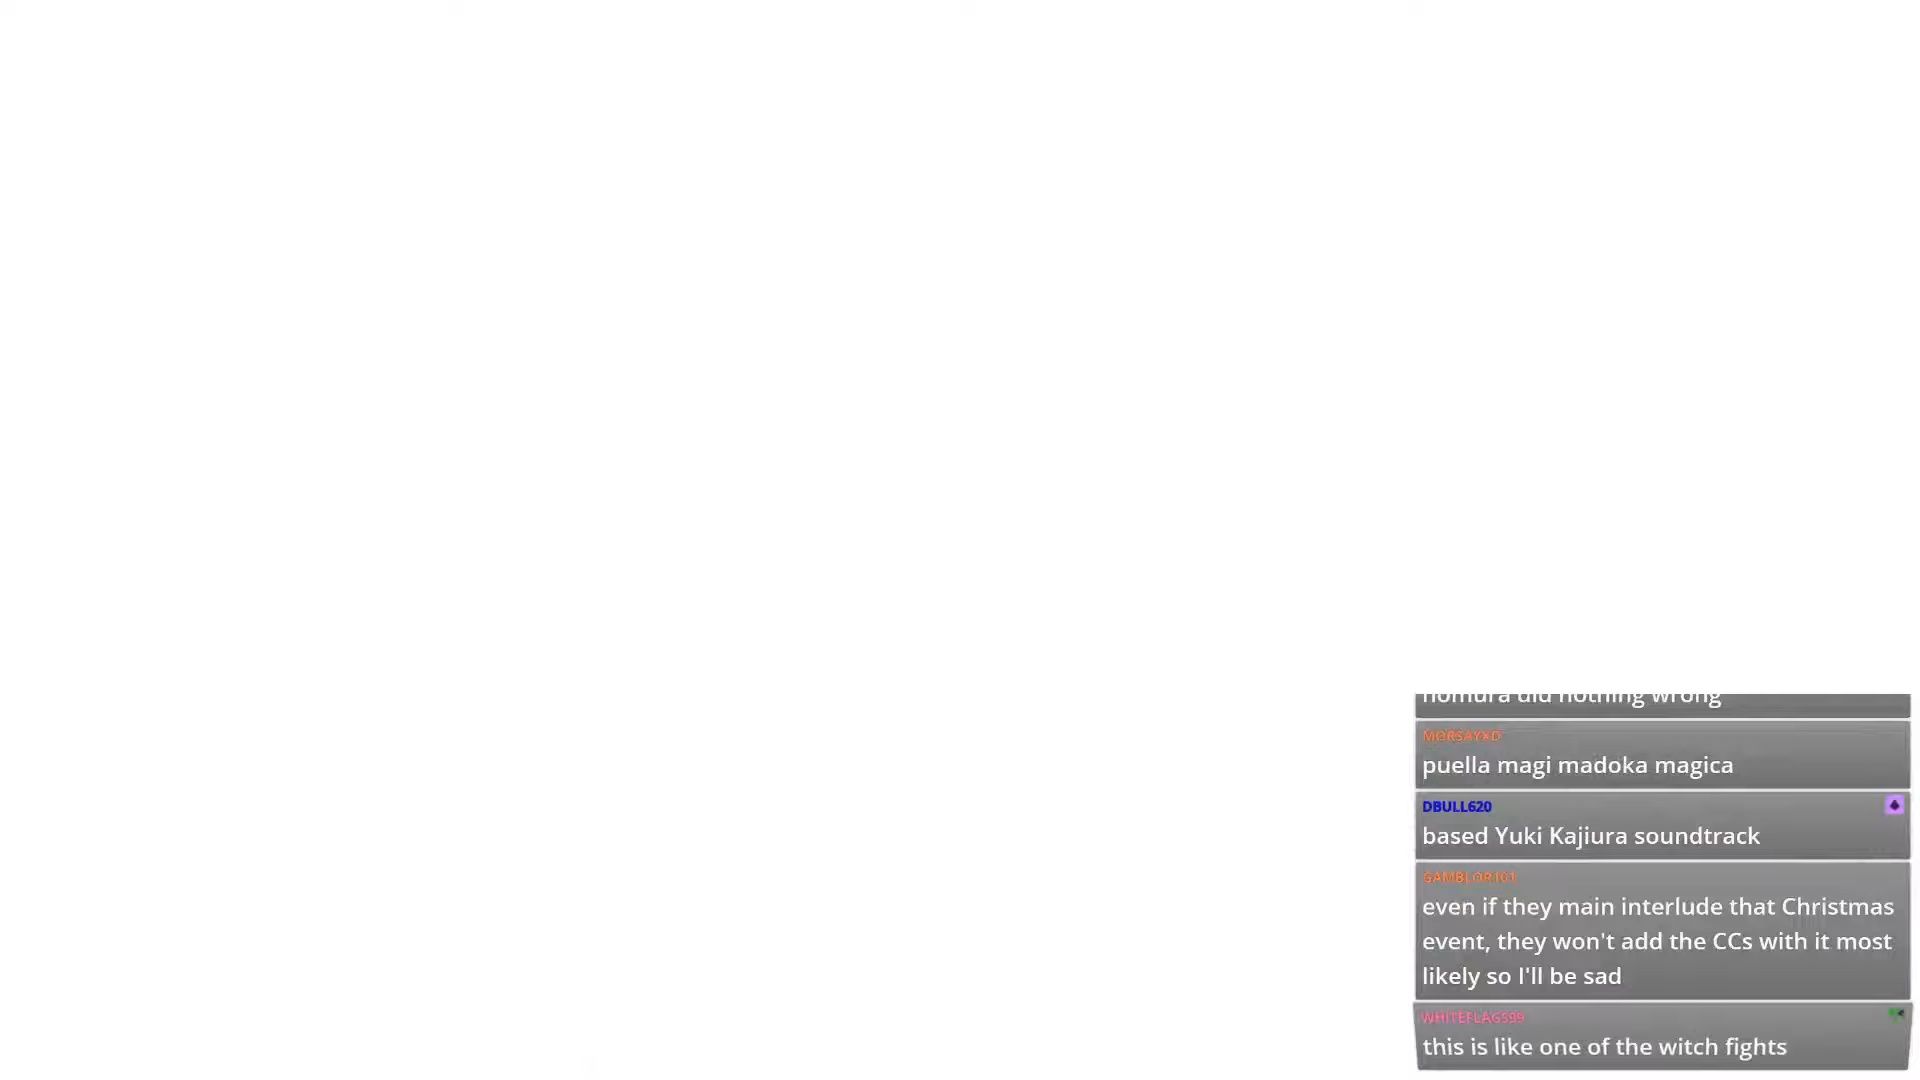 homura did nothing wrong
MORSAYXD
puella magi madoka magica
DBULL620
based Yuki Kajiura soundtrack
GAMBLOR101
even if they main interlude that Christmas
event, they won't add the CCs with it most
likely so I'll be sad
WHITEFLAG599
this is like one of the witch fights